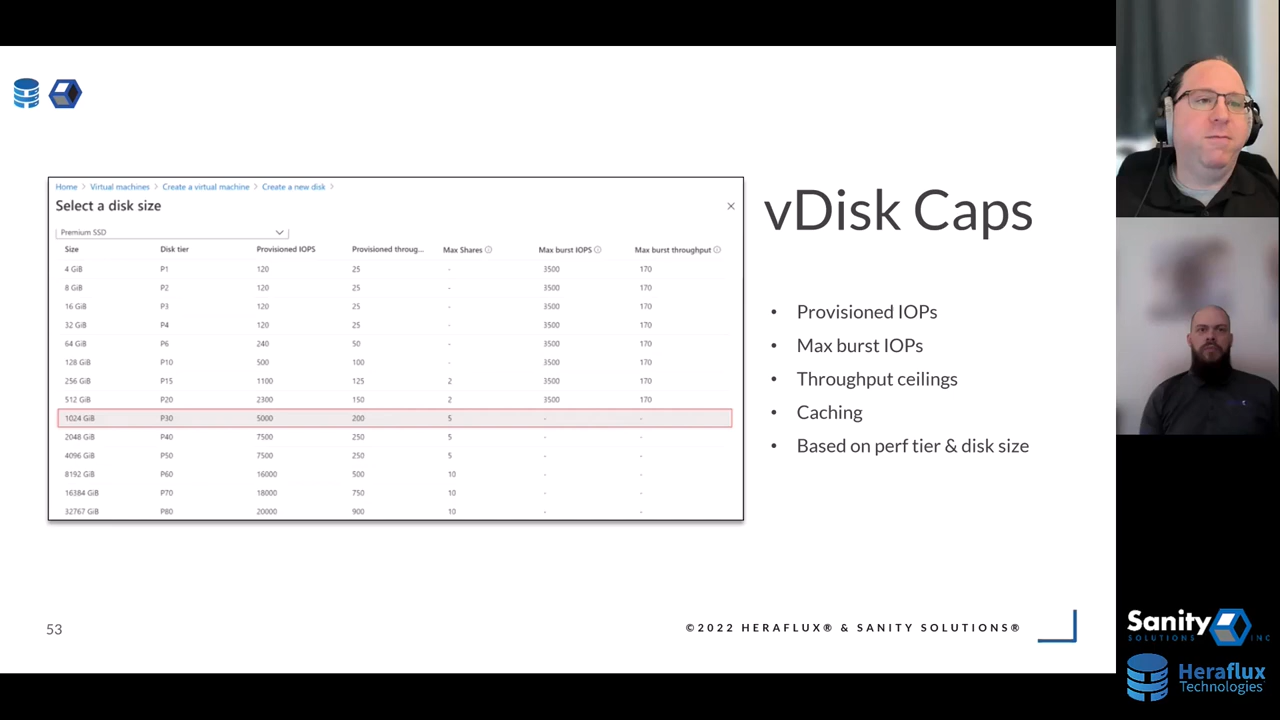 Home > Virtual machines > Create a virtual machine > Create a new disk >
Select a disk size
Premium SSD
Size Disk tier Provisioned IOPS Provisioned throug... Max Shares Max burst IOPS Max burst throughput
4 GiB P1 120 25 - 3500 170
8 GiB P2 120 25 - 3500 170
16 GiB P3 120 25 - 3500 170
32 GiB P4 120 25 - 3500 170
64 GiB P6 240 50 - 3500 170
128 GiB P10 500 100 - 3500 170
256 GiB P15 1100 125 2 3500 170
512 GiB P20 2300 150 2 3500 170
1024 GiB P30 5000 200 5 - -
2048 GiB P40 7500 250 5 - -
4096 GiB P50 7500 250 5 - -
8192 GiB P60 16000 500 10 - -
16384 GiB P70 18000 750 10 - -
32767 GiB P80 20000 900 10 - -
vDisk Caps
• Provisioned IOPs
• Max burst IOPs
• Throughput ceilings
• Caching
• Based on perf tier & disk size
53
©2022 HERAFLUX® & SANITY SOLUTIONS®
Sanity
SOLUTIONS INC
Heraflux
Technologies